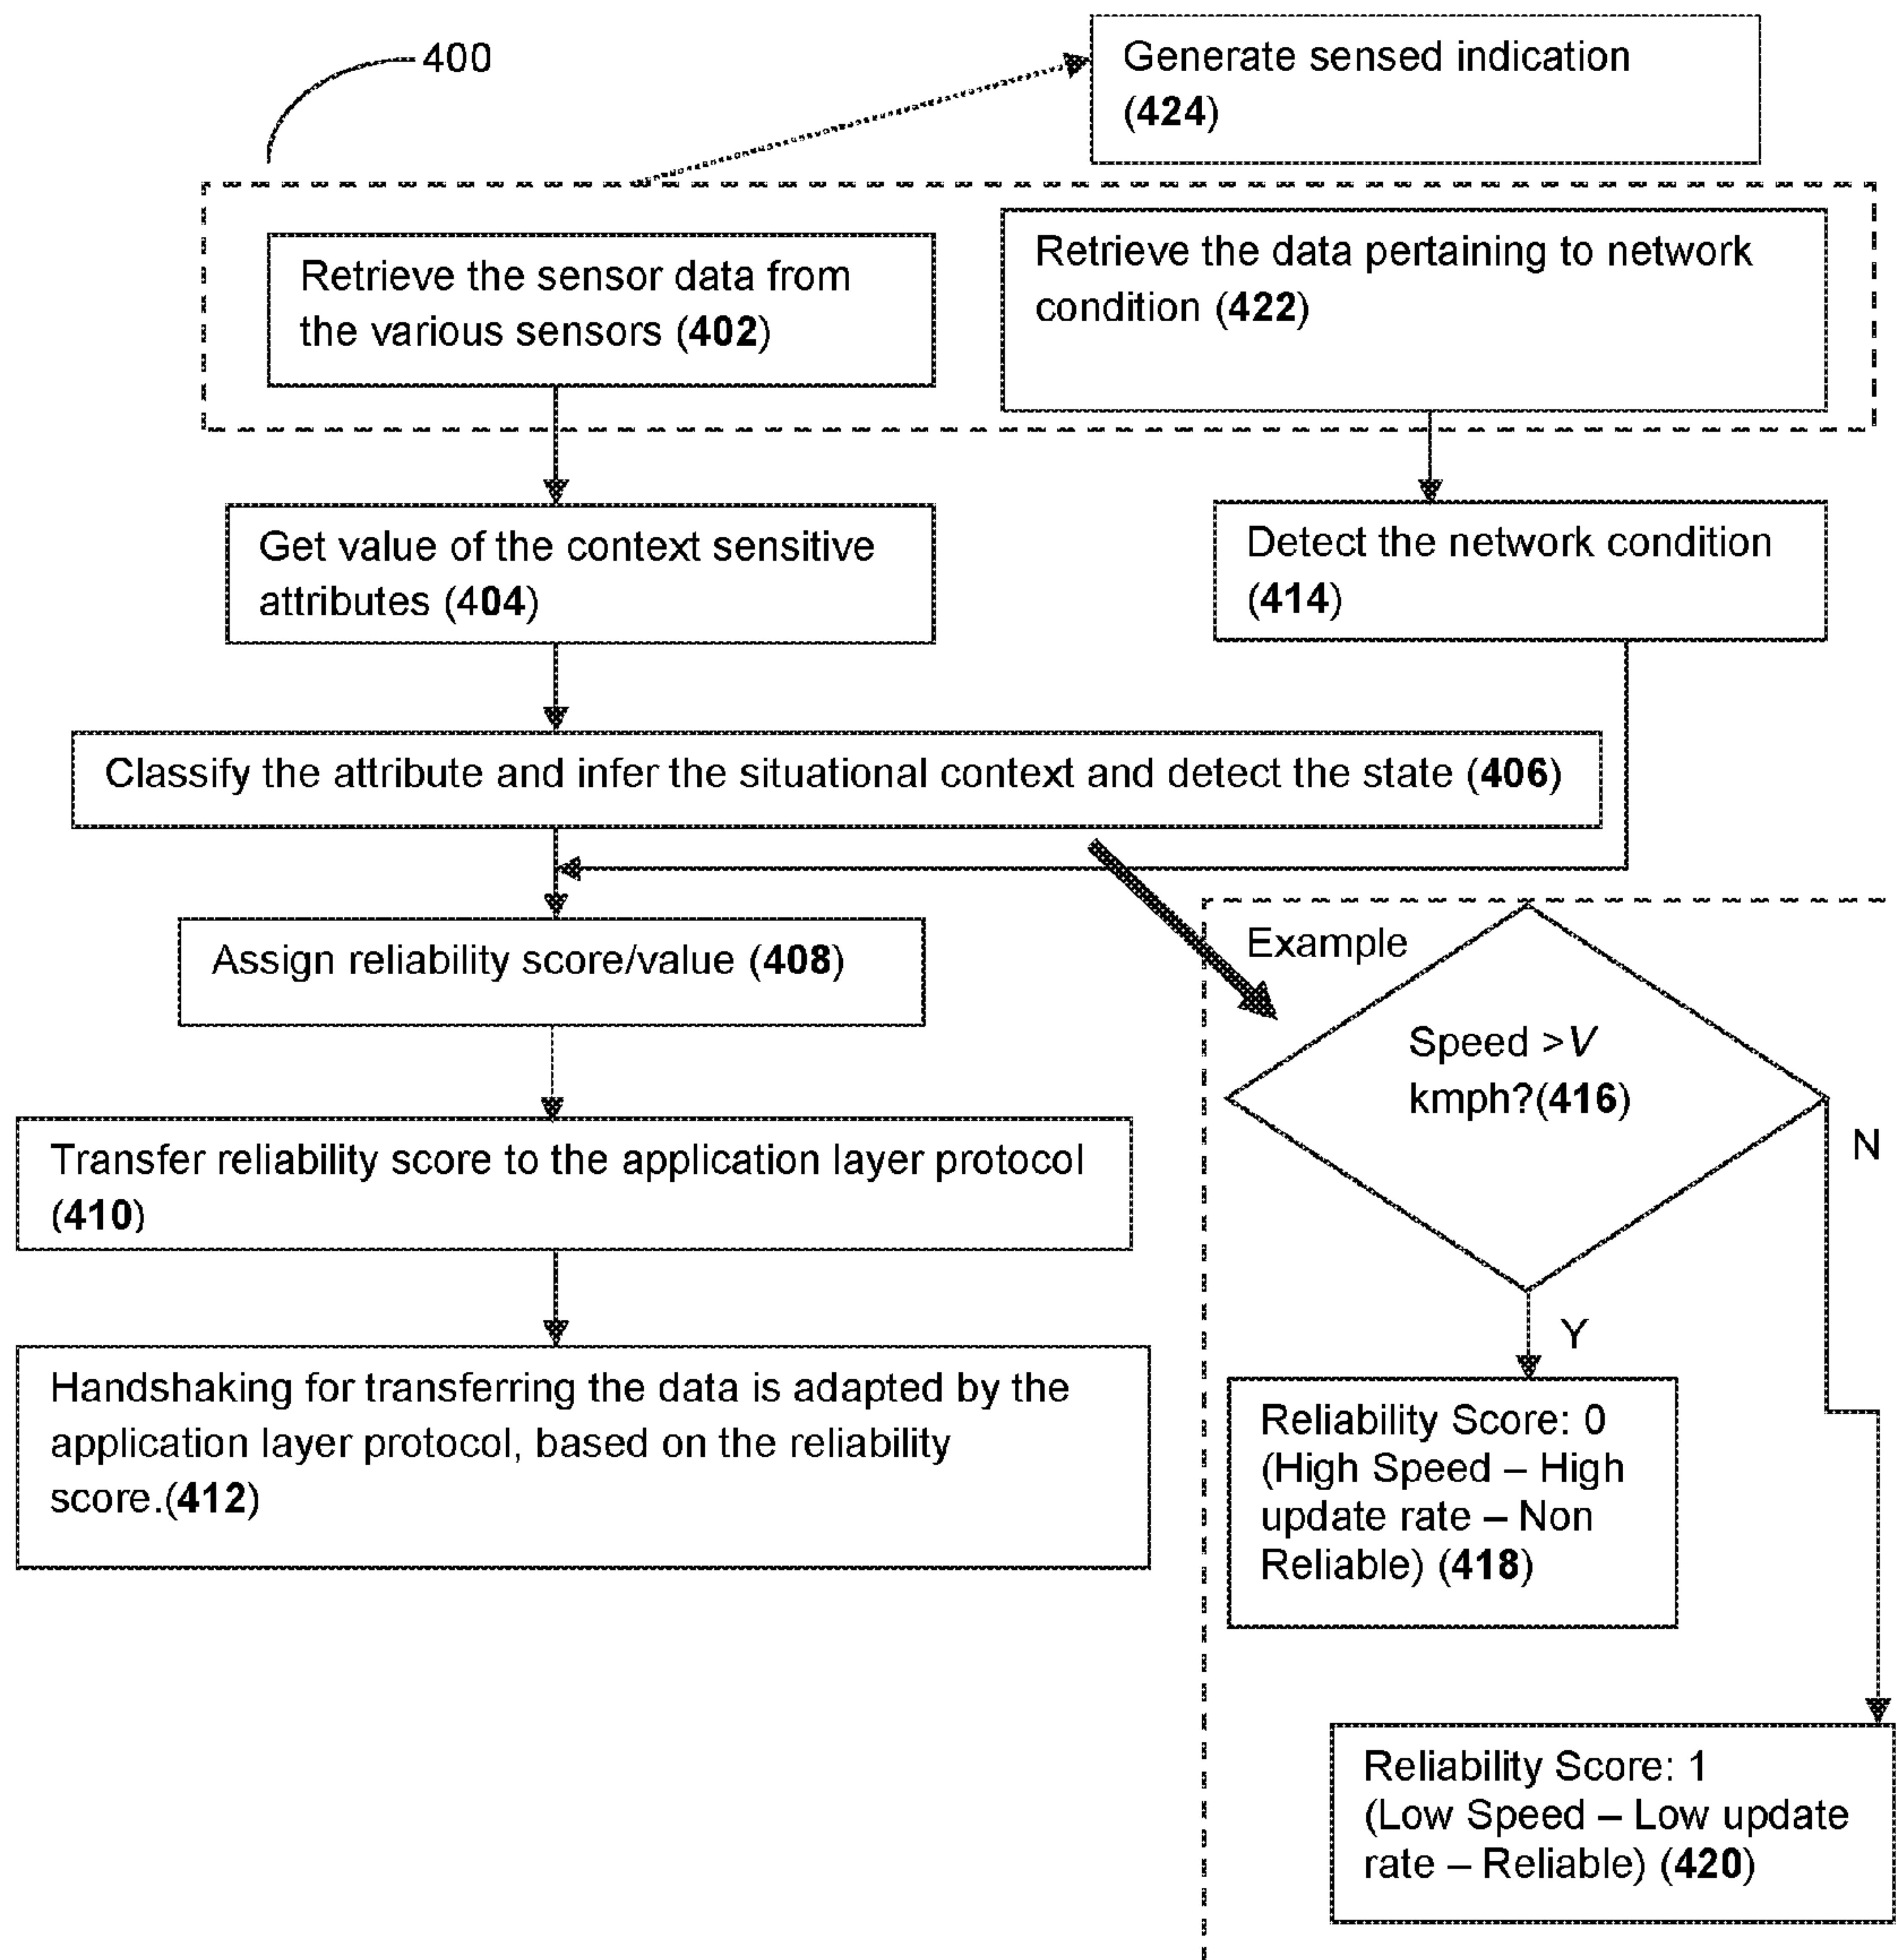 400
Generate sensed indication
(424)
Retrieve the sensor data from
the various sensors (402)
Retrieve the data pertaining to network
condition (422)
Get value of the context sensitive
attributes (404)
Detect the network condition
(414)
Classify the attribute and infer the situational context and detect the state (406)
Assign reliability score/value (408)
Example
Speed >V
kmph?(416)
N
Transfer reliability score to the application layer protocol
(410)
Y
Handshaking for transferring the data is adapted by the
application layer protocol, based on the reliability
score.(412)
Reliability Score: 0
(High Speed – High
update rate – Non
Reliable) (418)
Reliability Score: 1
(Low Speed – Low update
rate – Reliable) (420)